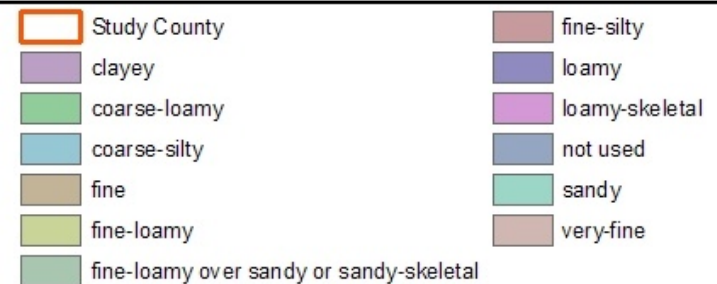 Study County
clayey
coarse-loamy
coarse-silty
fine
fine-loamy
fine-loamy over sandy or sandy-skeletal
fine-silty
loamy
loamy-skeletal
not used
sandy
very-fine